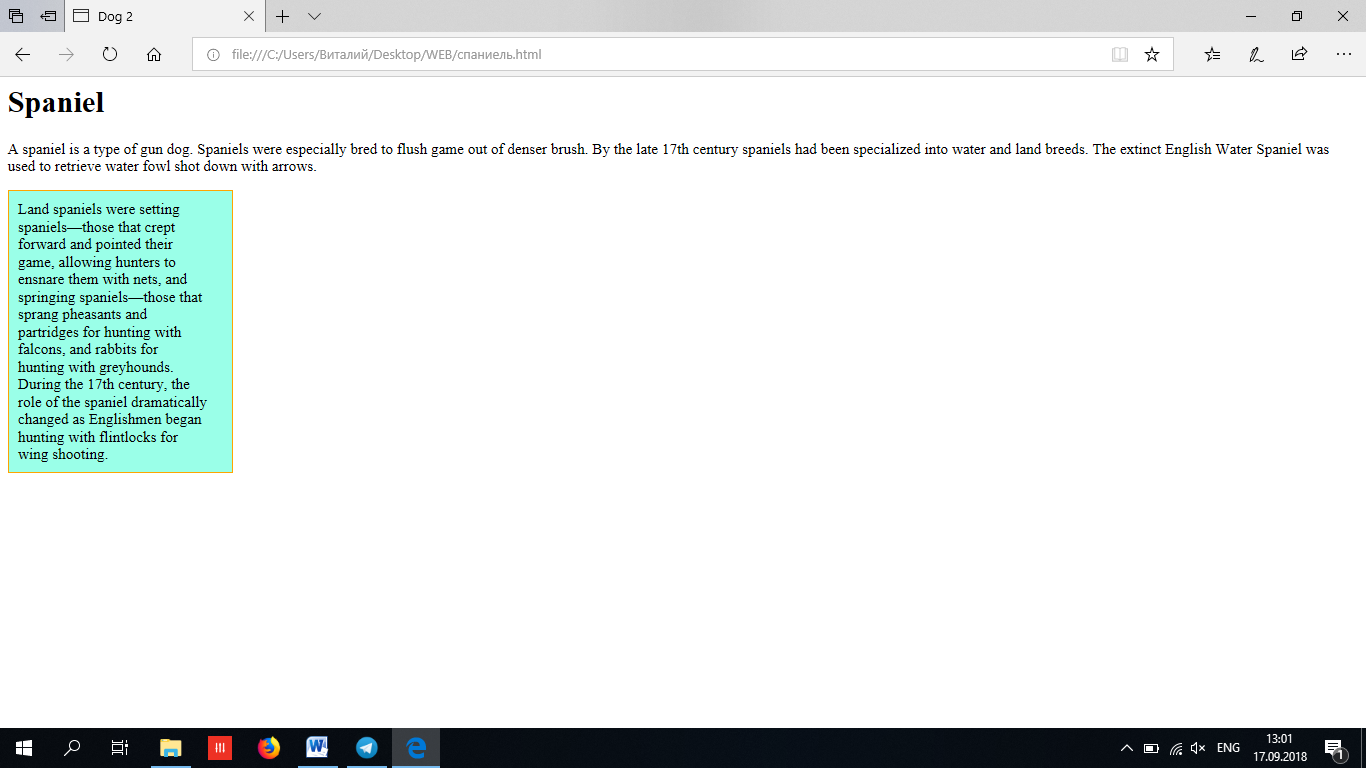 Dog 2
file:///C:/Users/Виталий/Desktop/WEB/спаниель.html
Spaniel
A spaniel is a type of gun dog. Spaniels were especially bred to flush game out of denser brush. By the late 17th century spaniels had been specialized into water and land breeds. The extinct English Water Spaniel was
used to retrieve water fowl shot down with arrows.
Land spaniels were setting
spaniels—those that crept
forward and pointed their
game, allowing hunters to
ensnare them with nets, and
springing spaniels—those that
sprang pheasants and
partridges for hunting with
falcons, and rabbits for
hunting with greyhounds.
During the 17th century, the
role of the spaniel dramatically
changed as Englishmen began
hunting with flintlocks for
wing shooting.
W
ENG
13:01
17.09.2018
1